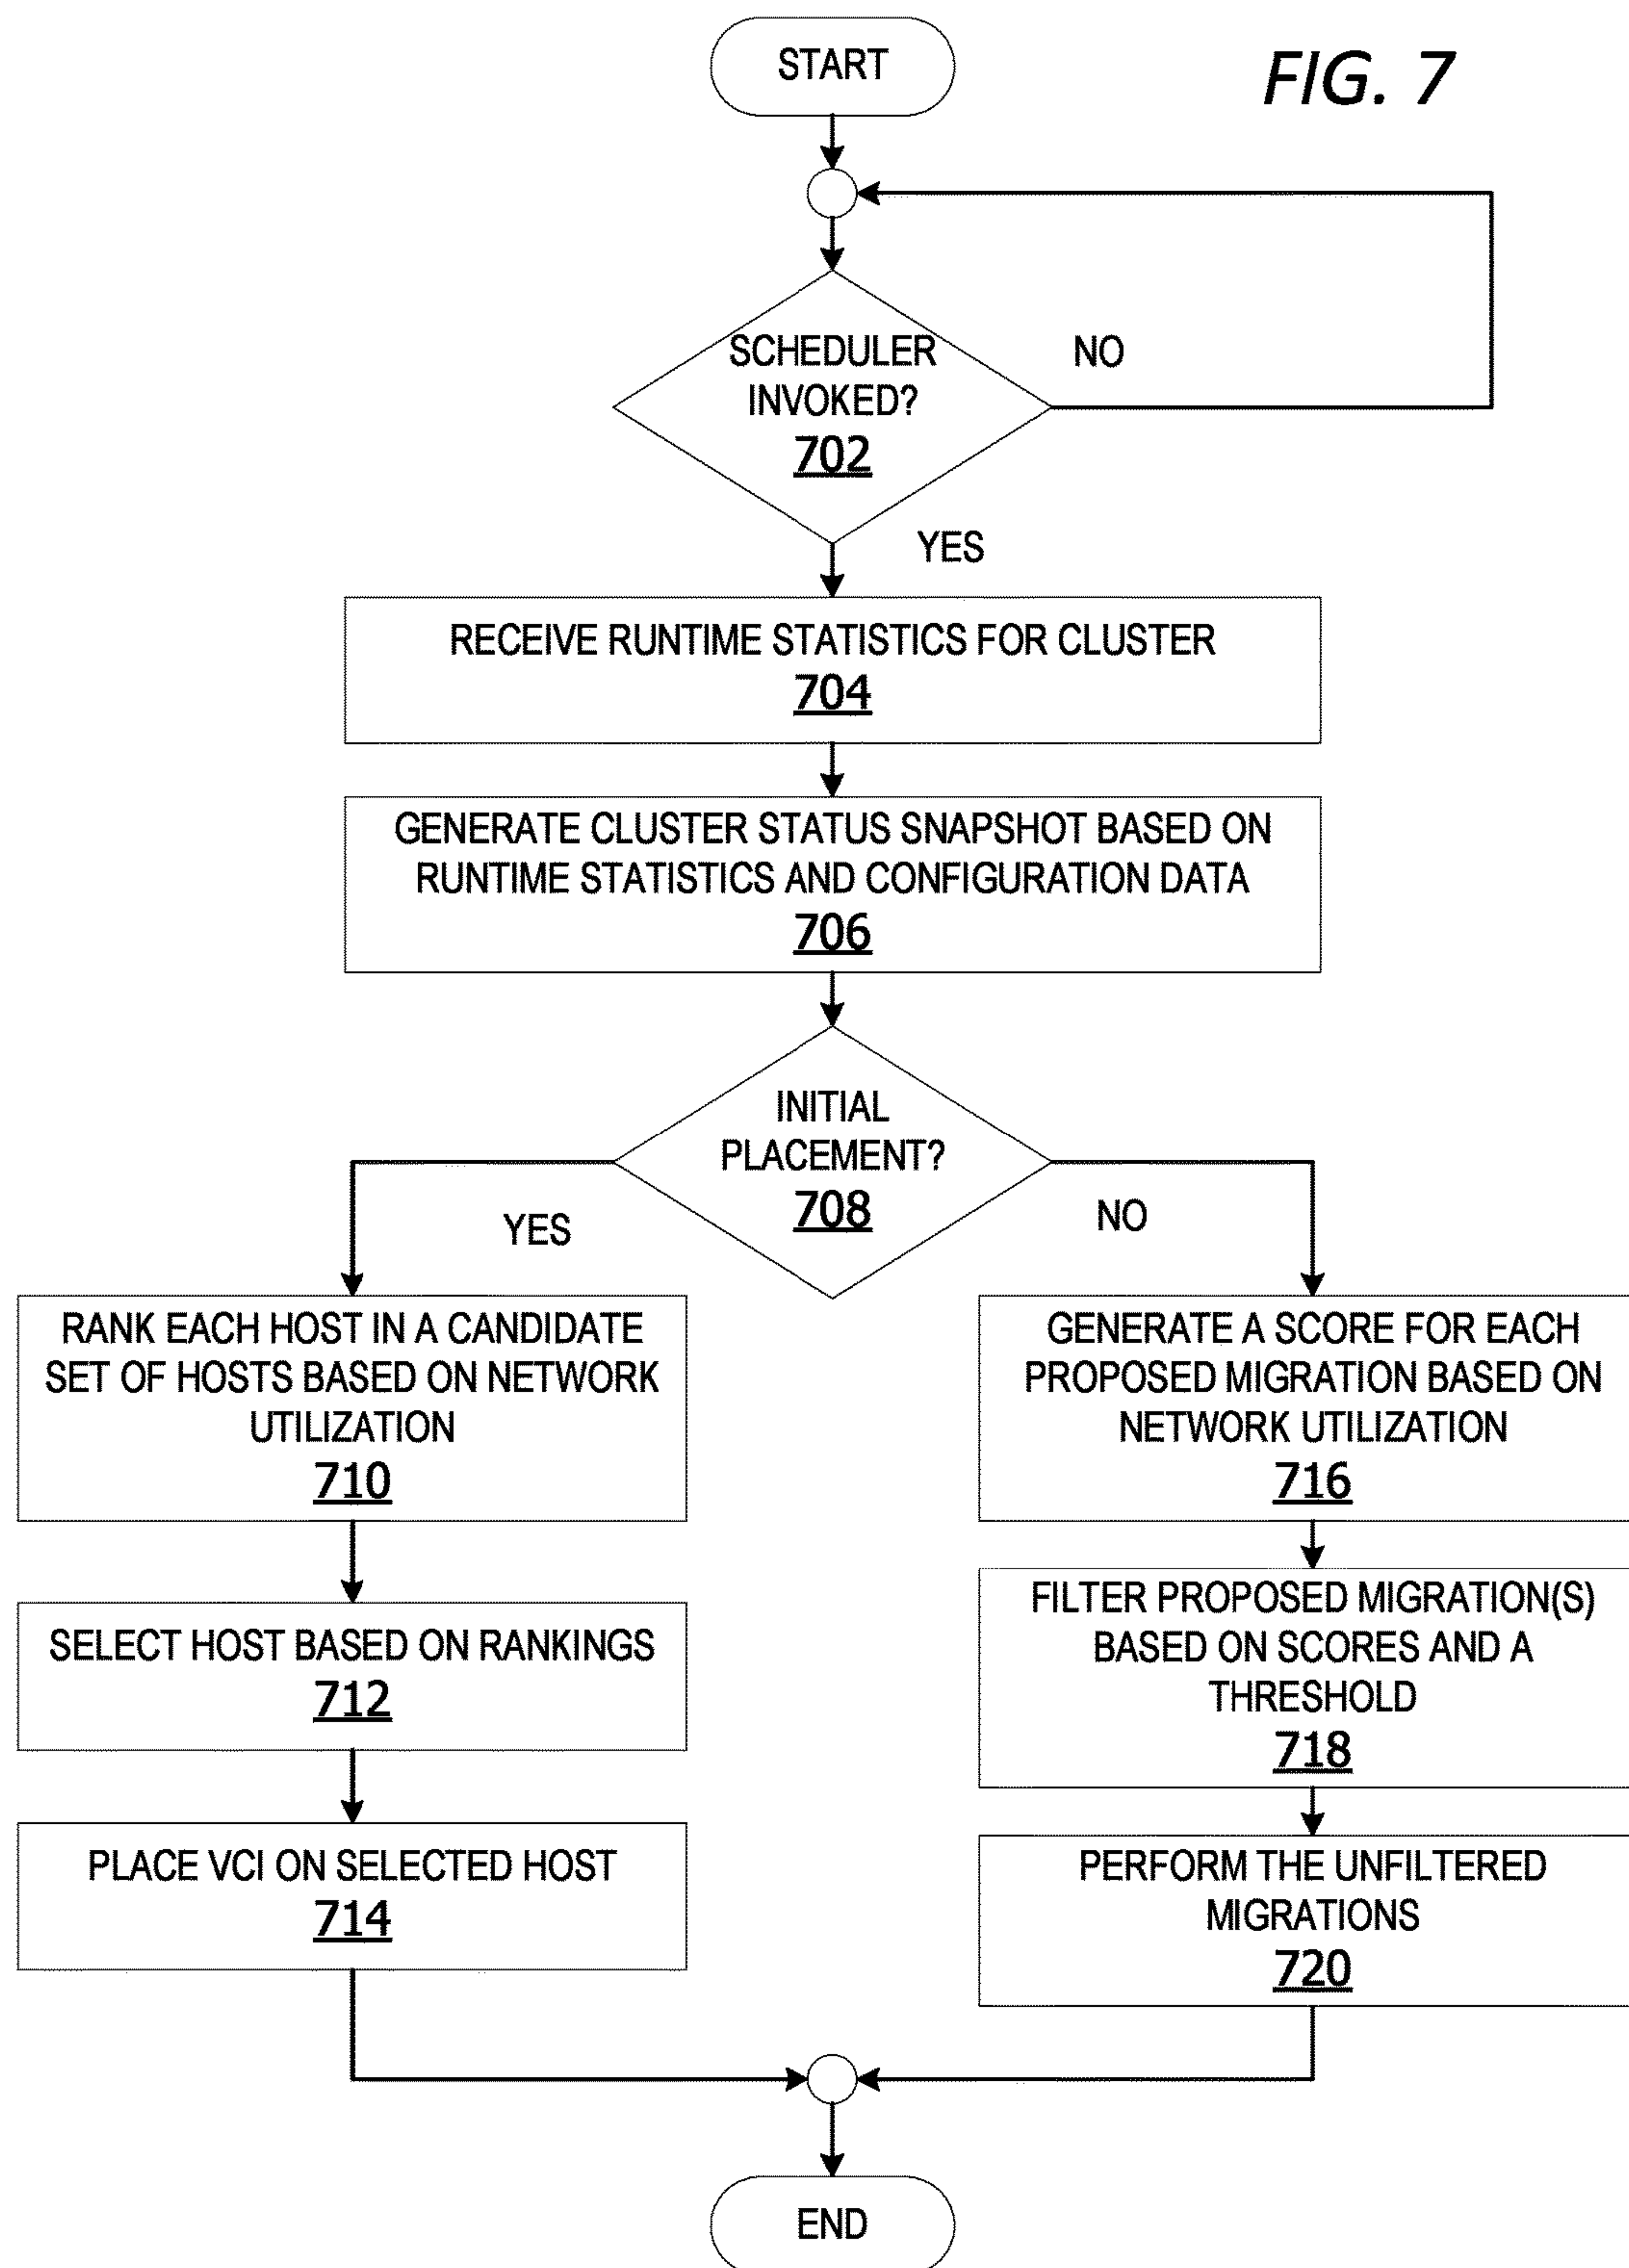 START
FIG. 7
SCHEDULER
INVOKED?
702
NO
YES
RECEIVE RUNTIME STATISTICS FOR CLUSTER
704
GENERATE CLUSTER STATUS SNAPSHOT BASED ON
RUNTIME STATISTICS AND CONFIGURATION DATA
706
INITIAL
PLACEMENT?
708
YES
NO
RANK EACH HOST IN A CANDIDATE
SET OF HOSTS BASED ON NETWORK
UTILIZATION
710
SELECT HOST BASED ON RANKINGS
712
PLACE VCI ON SELECTED HOST
714
GENERATE A SCORE FOR EACH
PROPOSED MIGRATION BASED ON
NETWORK UTILIZATION
716
FILTER PROPOSED MIGRATION(S)
BASED ON SCORES AND A
THRESHOLD
718
PERFORM THE UNFILTERED
MIGRATIONS
720
END